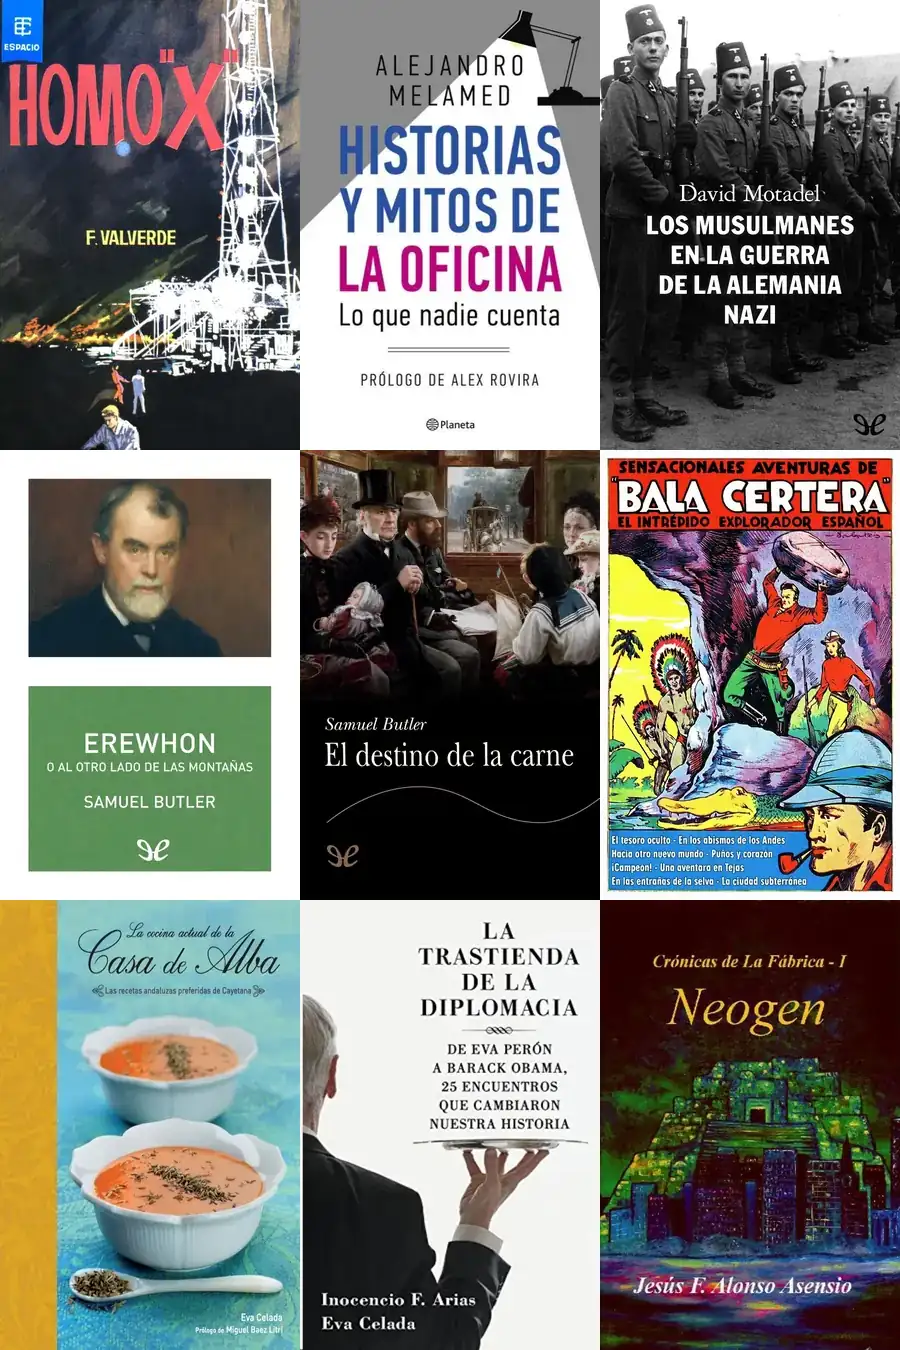 ESPACIO
HOMO "X"
F. VALVERDE
ALEJANDRO
MELAMED
HISTORIAS
Y MITOS DE
LA OFICINA
Lo que nadie cuenta
PRÓLOGO DE ALEX ROVIRA
Planeta
David Motadel
LOS MUSULMANES
EN LA GUERRA
DE LA ALEMANIA
NAZI
EREWHON
O AL OTRO LADO DE LAS MONTAÑAS
SAMUEL BUTLER
Samuel Butler
El destino de la carne
SENSACIONALES AVENTURAS DE
"BALA CERTERA"
EL INTRÉPIDO EXPLORADOR ESPAÑOL
El tesoro oculto - En los abismos de los Andes
Hacia otro nuevo mundo - Puños y corazón
¡Campeon! - Una aventara en Tejas
En las entrañas de la selva - La ciudad subterránea
La cocina actual de la
Casa de Alba
Las recetas andaluzas preferidas de Cayetana
Eva Celada
Prólogo de Miguel Baez Litri
LA
TRASTIENDA
DE LA
DIPLOMACIA
DE EVA PERÓN
A BARACK OBAMA,
25 ENCUENTROS
QUE CAMBIARON
NUESTRA HISTORIA
Inocencio F. Arias
Eva Celada
Crónicas de La Fábrica - I
Neogen
Jesús F. Alonso Asensio